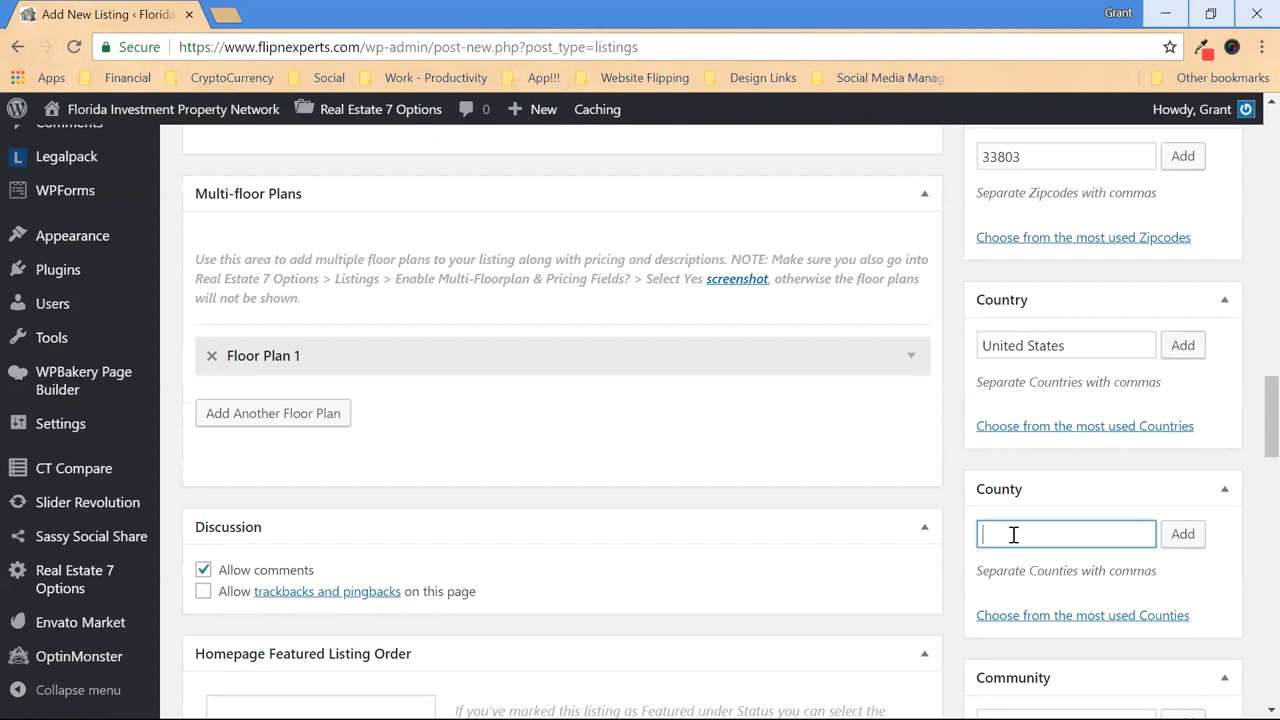 Add New Listing ‹ Florida
Grant
Secure https://www.flipnexperts.com/wp-admin/post-new.php?post_type=listings
Apps Financial CryptoCurrency Social Work - Productivity App!!! Website Flipping Design Links Social Media Manag Other bookmarks
Florida Investment Property Network Real Estate 7 Options 0 New Caching Howdy, Grant
Comments
Legalpack
WPForms
Appearance
Plugins
Users
Tools
WPBakery Page
Builder
Settings
CT Compare
Slider Revolution
Sassy Social Share
Real Estate 7
Options
Envato Market
OptinMonster
Collapse menu
Multi-floor Plans
Use this area to add multiple floor plans to your listing along with pricing and descriptions. NOTE: Make sure you also go into
Real Estate 7 Options > Listings > Enable Multi-Floorplan & Pricing Fields? > Select Yes screenshot, otherwise the floor plans
will not be shown.
Floor Plan 1
Add Another Floor Plan
Discussion
Allow comments
Allow trackbacks and pingbacks on this page
Homepage Featured Listing Order
If you've marked this listing as Featured under Status you can select the
33803 Add
Separate Zipcodes with commas
Choose from the most used Zipcodes
Country
United States Add
Separate Countries with commas
Choose from the most used Countries
County
Add
Separate Counties with commas
Choose from the most used Counties
Community